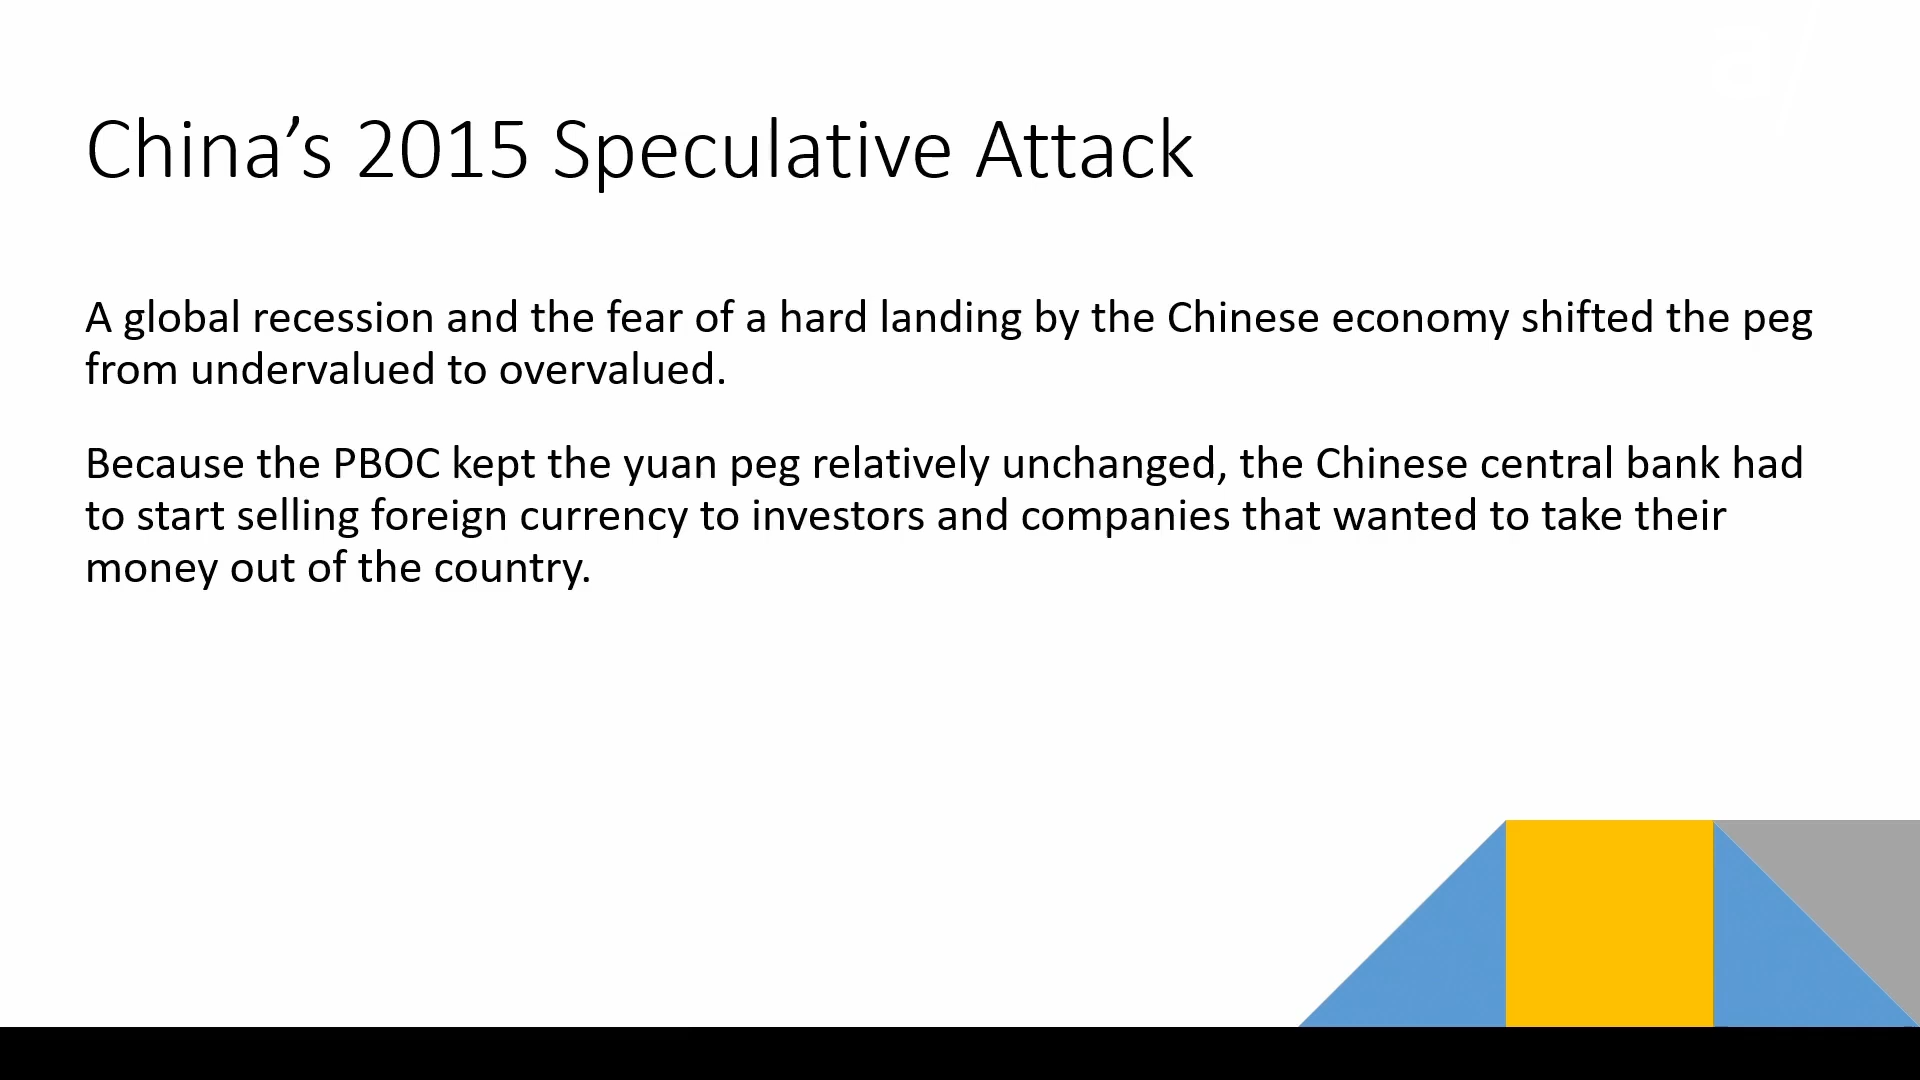 China’s 2015 Speculative Attack
A global recession and the fear of a hard landing by the Chinese economy shifted the peg
from undervalued to overvalued.
Because the PBOC kept the yuan peg relatively unchanged, the Chinese central bank had
to start selling foreign currency to investors and companies that wanted to take their
money out of the country.